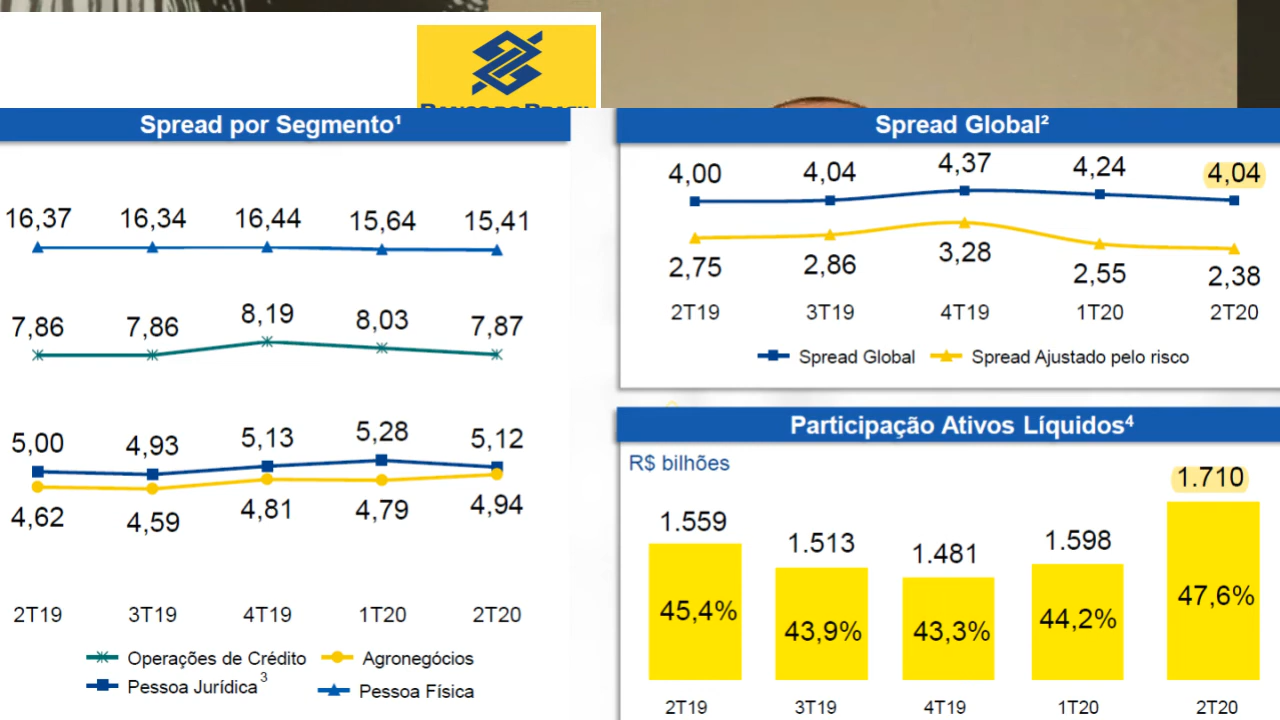 BANCO DO BRASIL
Spread por Segmento¹
16,37 16,34 16,44 15,64 15,41
7,86 7,86 8,19 8,03 7,87
5,00 4,93 5,13 5,28 5,12
4,62 4,59 4,81 4,79 4,94
2T19 3T19 4T19 1T20 2T20
Operações de Crédito Agronegócios
Pessoa Jurídica³ Pessoa Física
Spread Global²
4,00 4,04 4,37 4,24 4,04
2,75 2,86 3,28 2,55 2,38
2T19 3T19 4T19 1T20 2T20
Spread Global Spread Ajustado pelo risco
Participação Ativos Líquidos⁴
R$ bilhões
1.559 1.513 1.481 1.598 1.710
45,4% 43,9% 43,3% 44,2% 47,6%
2T19 3T19 4T19 1T20 2T20